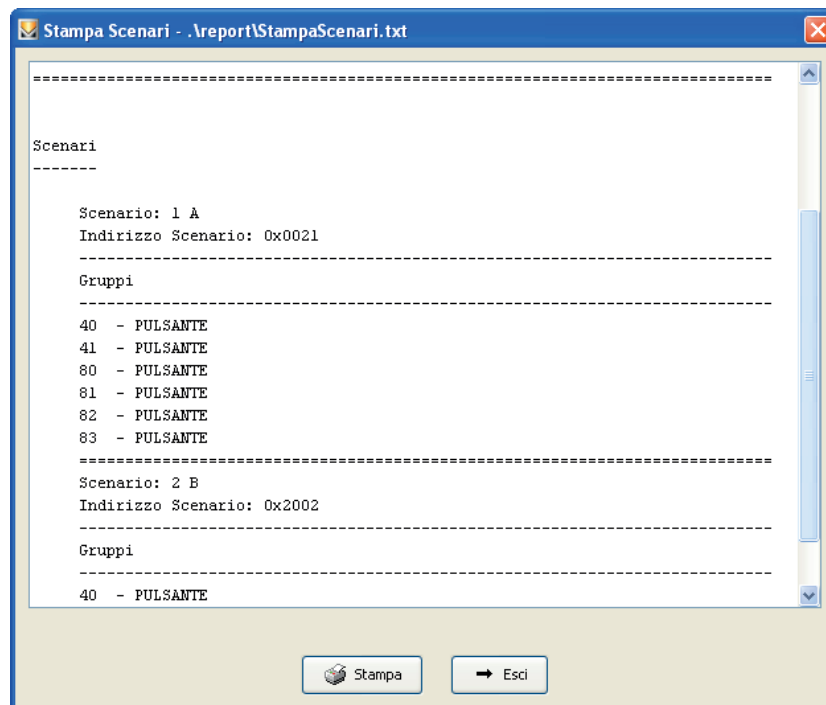 Stampa Scenari - .\report\StampaScenari.txt
================================================================================
Scenari
-------
Scenario: 1 A
Indirizzo Scenario: 0x0021
---------------------------------------------------------------------------
Gruppi
---------------------------------------------------------------------------
40 - PULSANTE
41 - PULSANTE
80 - PULSANTE
81 - PULSANTE
82 - PULSANTE
83 - PULSANTE
===========================================================================
Scenario: 2 B
Indirizzo Scenario: 0x2002
---------------------------------------------------------------------------
Gruppi
---------------------------------------------------------------------------
40 - PULSANTE
Stampa
Esci